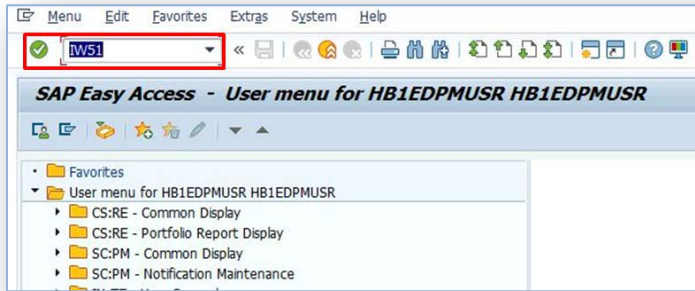 Menu Edit Favorites Extras System Help
IW51
SAP Easy Access - User menu for HB1EDPMUSR HB1EDPMUSR
Favorites
User menu for HB1EDPMUSR HB1EDPMUSR
CS:RE - Common Display
CS:RE - Portfolio Report Display
SC:PM - Common Display
SC:PM - Notification Maintenance